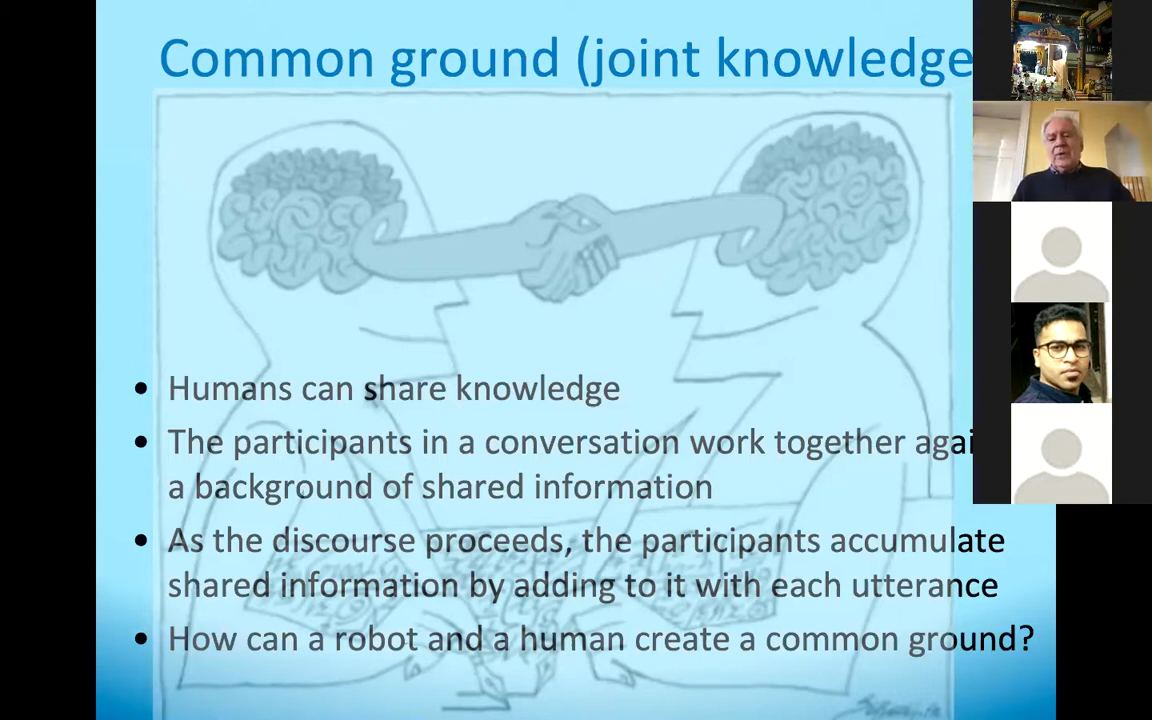 Common ground (joint knowledge
• Humans can share knowledge
• The participants in a conversation work together agai
a background of shared information
• As the discourse proceeds, the participants accumulate
shared information by adding to it with each utterance
• How can a robot and a human create a common ground?